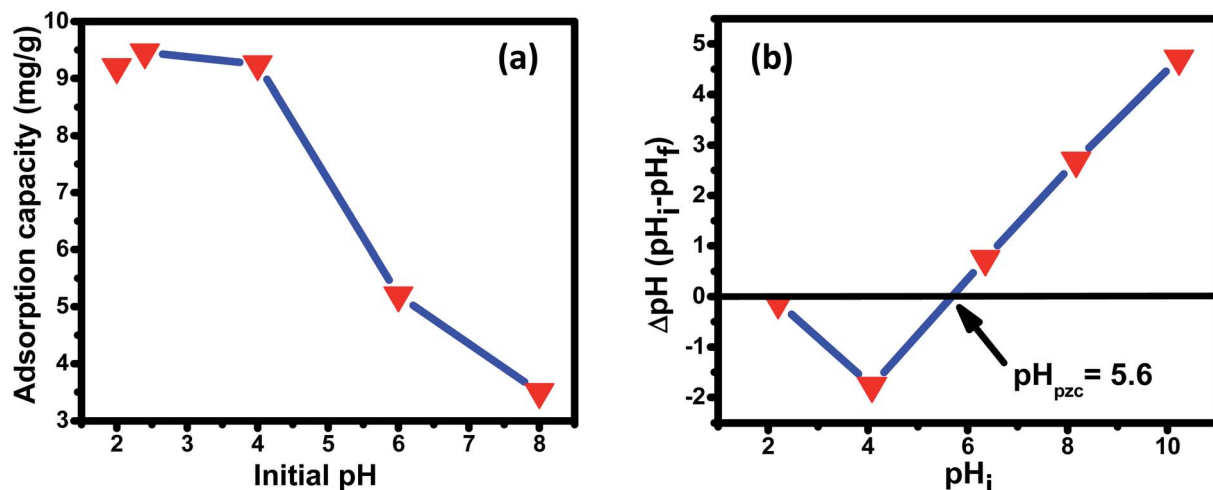 (a)
Adsorption capacity (mg/g)
10
9
8
7
6
5
4
3
2 3 4 5 6 7 8
Initial pH
(b)
ΔpH (pHi-pHf)
5
4
3
2
1
0
-1
-2
pHpzc= 5.6
2 4 6 8 10
pHi